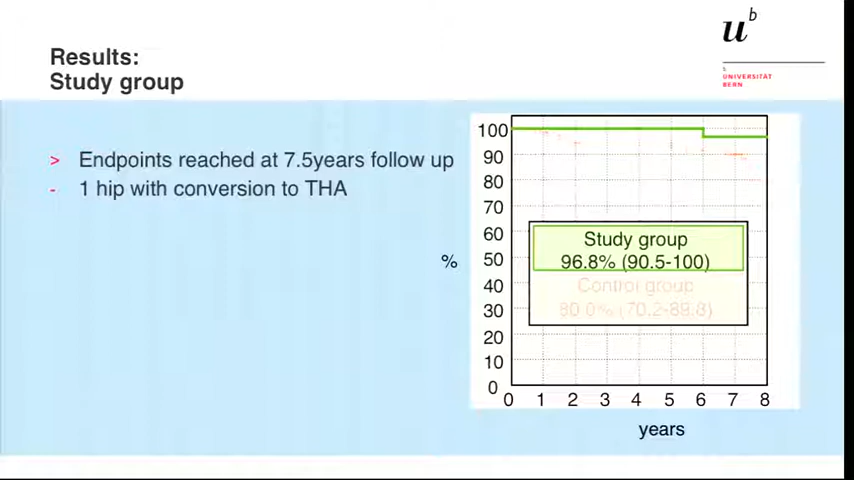 u^b
Results:
Study group
UNIVERSITÄT
BERN
> Endpoints reached at 7.5years follow up
- 1 hip with conversion to THA
100
90
80
70
60
50
40
30
20
10
0
%
Study group
96.8% (90.5-100)
Control group
80.0% (70.2-89.8)
0 1 2 3 4 5 6 7 8
years